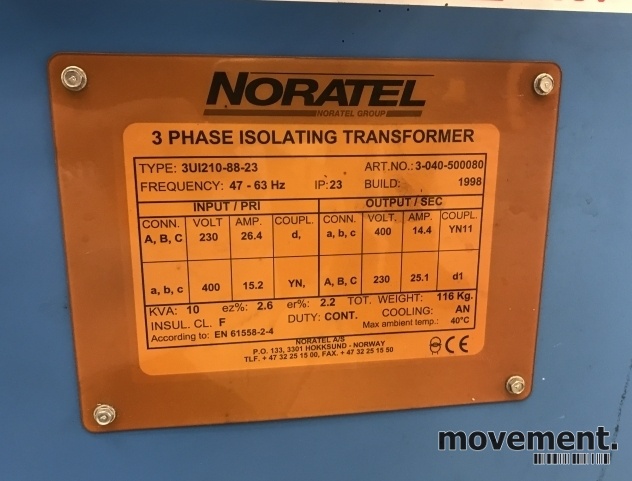 NORATEL
NORATEL GROUP
3 PHASE ISOLATING TRANSFORMER
TYPE: 3UI210-88-23 ART.NO.: 3-040-500080
FREQUENCY: 47 - 63 Hz IP:23 BUILD: 1998
INPUT / PRI OUTPUT / SEC
CONN. VOLT AMP. COUPL. CONN. VOLT AMP. COUPL.
A, B, C 230 26.4 d, a, b, c 400 14.4 YN11
a, b, c 400 15.2 YN, A, B, C 230 25.1 d1
KVA: 10 ez%: 2.6 er%: 2.2 TOT. WEIGHT: 116 Kg.
INSUL. CL. F DUTY: CONT. COOLING: AN
According to: EN 61558-2-4 Max ambient temp.: 40°C
NORATEL A/S
P.O. 133, 3301 HOKKSUND - NORWAY
TLF. + 47 32 25 15 00, FAX. + 47 32 25 15 50
CE
movement.